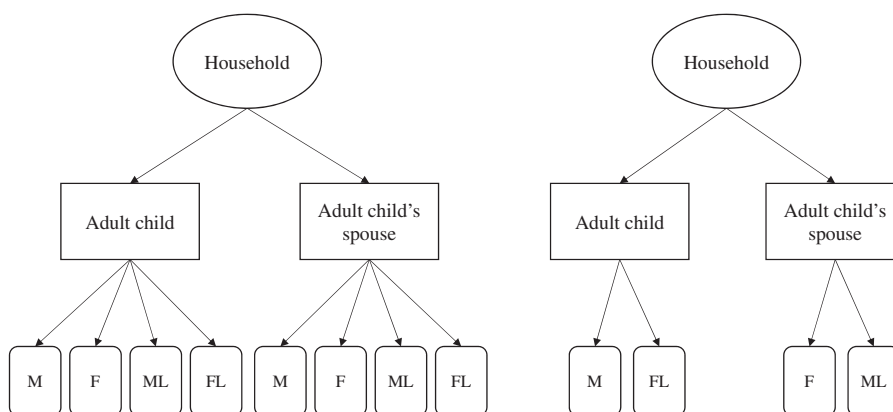 Household
Household
Adult child
Adult child's
spouse
Adult child
Adult child's
spouse
M
F
ML
FL
M
F
ML
FL
M
FL
F
ML